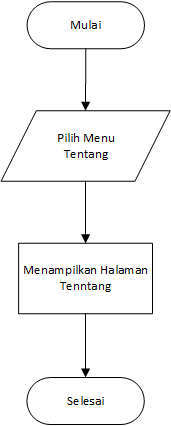 Mulai
Pilih Menu
Tentang
Menampilkan Halaman
Tenntang
Selesai